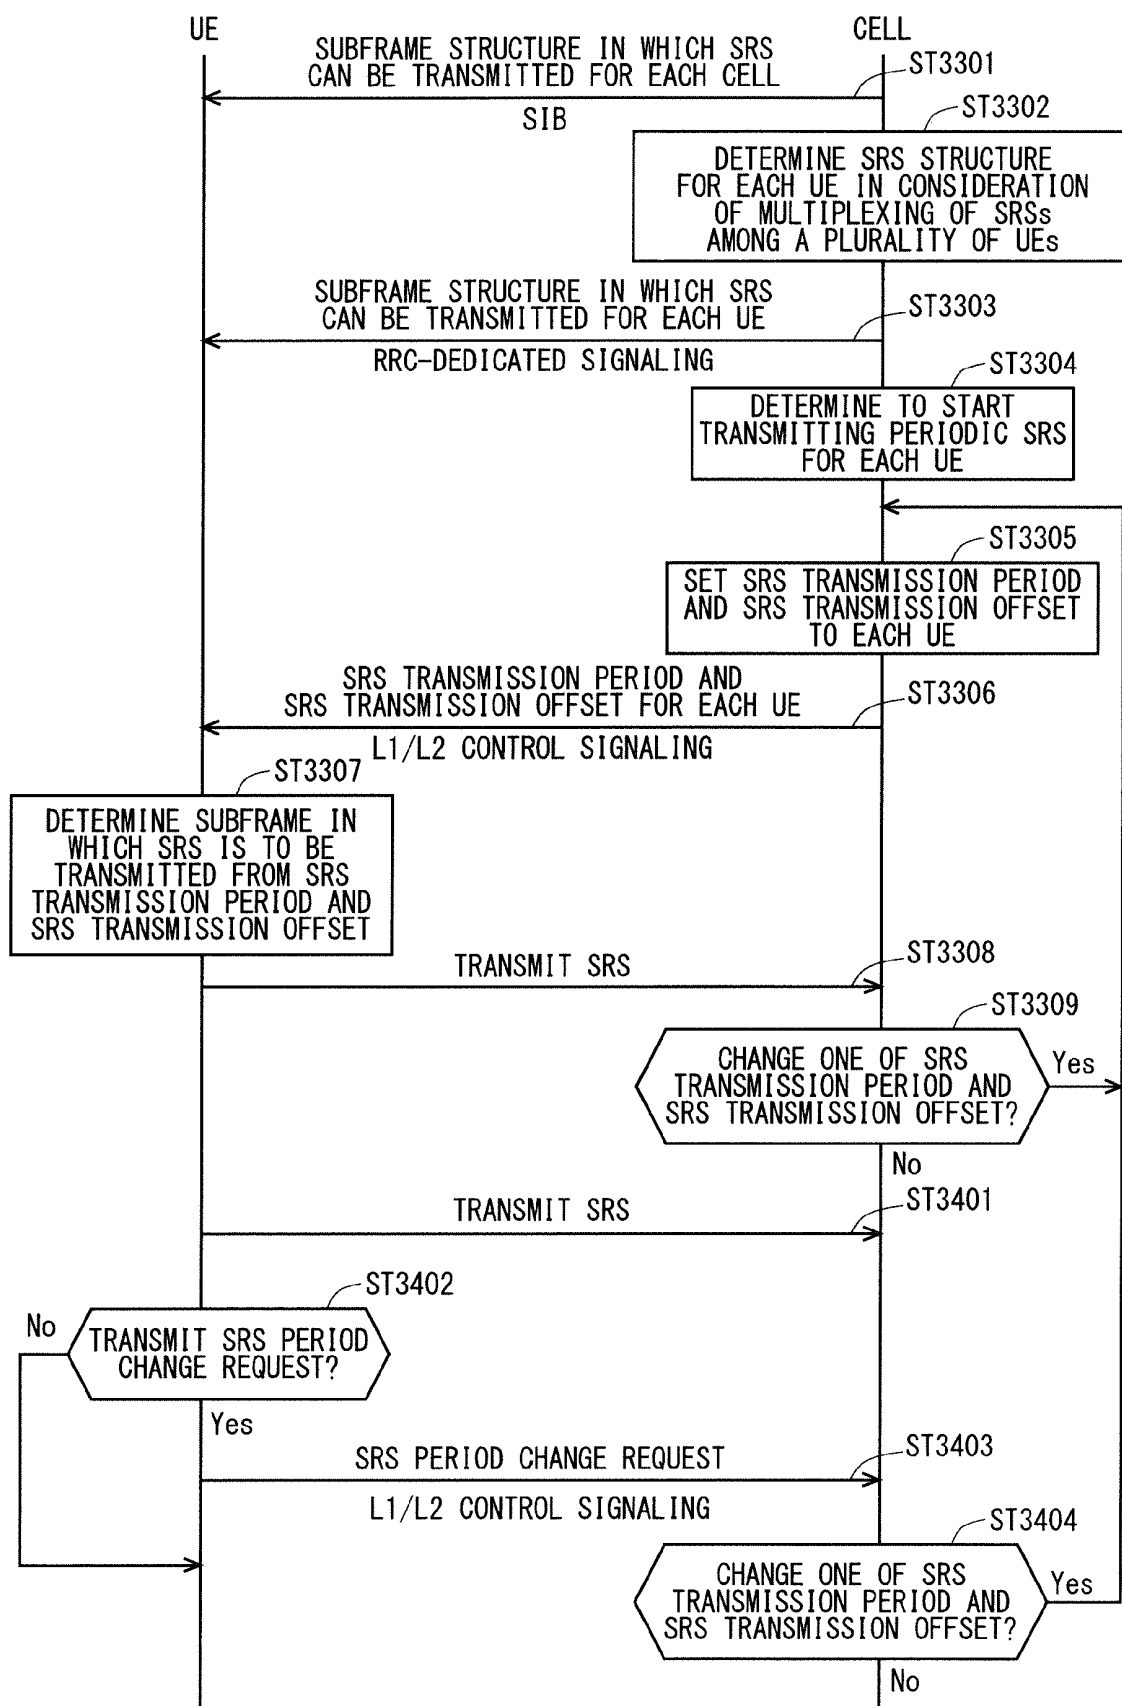 UE
CELL
SUBFRAME STRUCTURE IN WHICH SRS
CAN BE TRANSMITTED FOR EACH CELL
ST3301
SIB
ST3302
DETERMINE SRS STRUCTURE
FOR EACH UE IN CONSIDERATION
OF MULTIPLEXING OF SRSs
AMONG A PLURALITY OF UEs
SUBFRAME STRUCTURE IN WHICH SRS
CAN BE TRANSMITTED FOR EACH UE
ST3303
RRC-DEDICATED SIGNALING
ST3304
DETERMINE TO START
TRANSMITTING PERIODIC SRS
FOR EACH UE
ST3305
SET SRS TRANSMISSION PERIOD
AND SRS TRANSMISSION OFFSET
TO EACH UE
SRS TRANSMISSION PERIOD AND
SRS TRANSMISSION OFFSET FOR EACH UE
ST3306
L1/L2 CONTROL SIGNALING
ST3307
DETERMINE SUBFRAME IN
WHICH SRS IS TO BE
TRANSMITTED FROM SRS
TRANSMISSION PERIOD AND
SRS TRANSMISSION OFFSET
TRANSMIT SRS
ST3308
ST3309
CHANGE ONE OF SRS
TRANSMISSION PERIOD AND
SRS TRANSMISSION OFFSET?
Yes
No
TRANSMIT SRS
ST3401
ST3402
No
TRANSMIT SRS PERIOD
CHANGE REQUEST?
Yes
SRS PERIOD CHANGE REQUEST
ST3403
L1/L2 CONTROL SIGNALING
ST3404
CHANGE ONE OF SRS
TRANSMISSION PERIOD AND
SRS TRANSMISSION OFFSET?
Yes
No